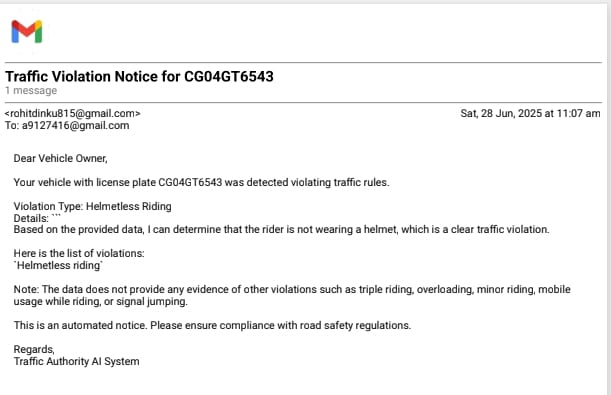 Traffic Violation Notice for CG04GT6543
1 message
<rohitdinku815@gmail.com>
Sat, 28 Jun, 2025 at 11:07 am
To: a9127416@gmail.com
Dear Vehicle Owner,
Your vehicle with license plate CG04GT6543 was detected violating traffic rules.
Violation Type: Helmetless Riding
Details: ```
Based on the provided data, I can determine that the rider is not wearing a helmet, which is a clear traffic violation.
Here is the list of violations:
`Helmetless riding`
Note: The data does not provide any evidence of other violations such as triple riding, overloading, minor riding, mobile
usage while riding, or signal jumping.
This is an automated notice. Please ensure compliance with road safety regulations.
Regards,
Traffic Authority AI System